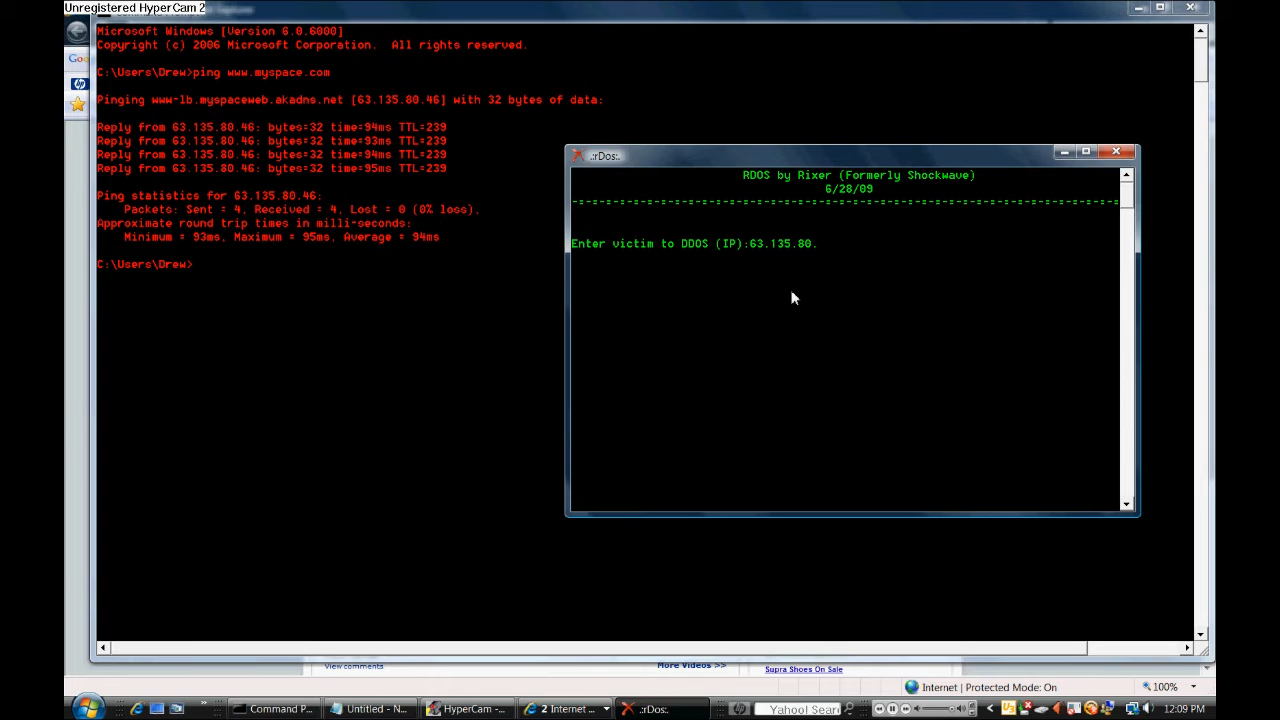 Unregistered HyperCam 2
Microsoft Windows [Version 6.0.6000]
Copyright (c) 2006 Microsoft Corporation.  All rights reserved.
C:\Users\Drew>ping www.myspace.com
Pinging www-lb.myspaceweb.akadns.net [63.135.80.46] with 32 bytes of data:
Reply from 63.135.80.46: bytes=32 time=94ms TTL=239
Reply from 63.135.80.46: bytes=32 time=93ms TTL=239
Reply from 63.135.80.46: bytes=32 time=94ms TTL=239
Reply from 63.135.80.46: bytes=32 time=95ms TTL=239
Ping statistics for 63.135.80.46:
Packets: Sent = 4, Received = 4, Lost = 0 (0% loss),
Approximate round trip times in milli-seconds:
Minimum = 93ms, Maximum = 95ms, Average = 94ms
C:\Users\Drew>
.:rDos:.
RDOS by Rixer (Formerly Shockwave)
6/28/09
Enter victim to DDOS (IP):63.135.80.
Goo
View comments
More Videos >>
Supra Shoes On Sale
Internet | Protected Mode: On
100%
Command P...
Untitled - N...
HyperCam -...
2 Internet ...
.:rDos:.
Yahoo! Searc
12:09 PM